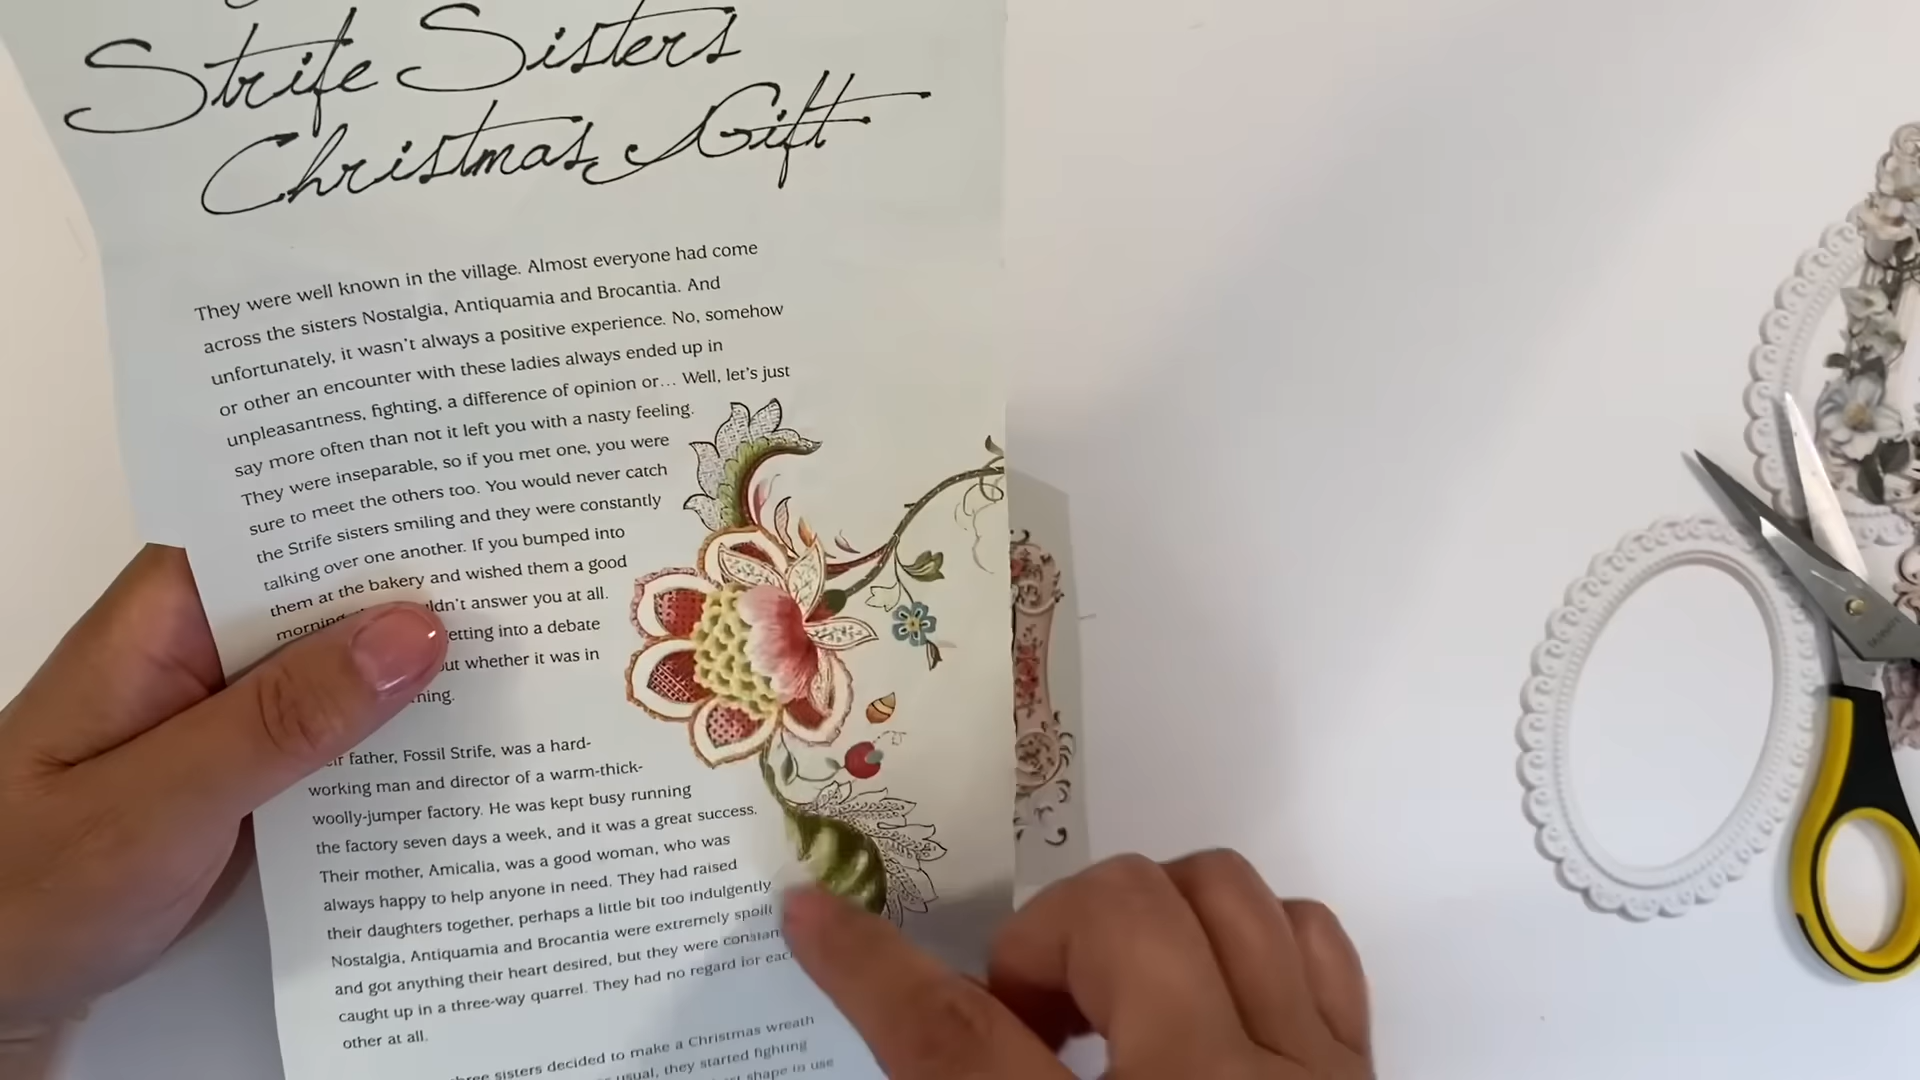 Strife Sisters
Christmas Gift
They were well known in the village. Almost everyone had come
across the sisters Nostalgia, Antiquamia and Brocantia. And
unfortunately, it wasn't always a positive experience. No, somehow
or other an encounter with these ladies always ended up in
unpleasantness, fighting, a difference of opinion or... Well, let's just
say more often than not it left you with a nasty feeling.
They were inseparable, so if you met one, you were
sure to meet the others too. You would never catch
the Strife sisters smiling and they were constantly
talking over one another. If you bumped into
them at the bakery and wished them a good
morning answer you at all.
getting into a debate
whether it was in
father, Fossil Strife, was a hard-
working man and director of a warm-thick-
woolly-jumper factory. He was kept busy running
the factory seven days a week, and it was a great success.
Their mother, Amicalia, was a good woman, who was
always happy to help anyone in need. They had raised
their daughters together, perhaps a little bit too indulgently
Nostalgia, Antiquamia and Brocantia were extremely spoilt
and got anything their heart desired, but they were
caught up in a three-way quarrel. They had no regard for each
other at all.
sisters decided to make a Christmas wreath
usual, they started fighting
shape in use